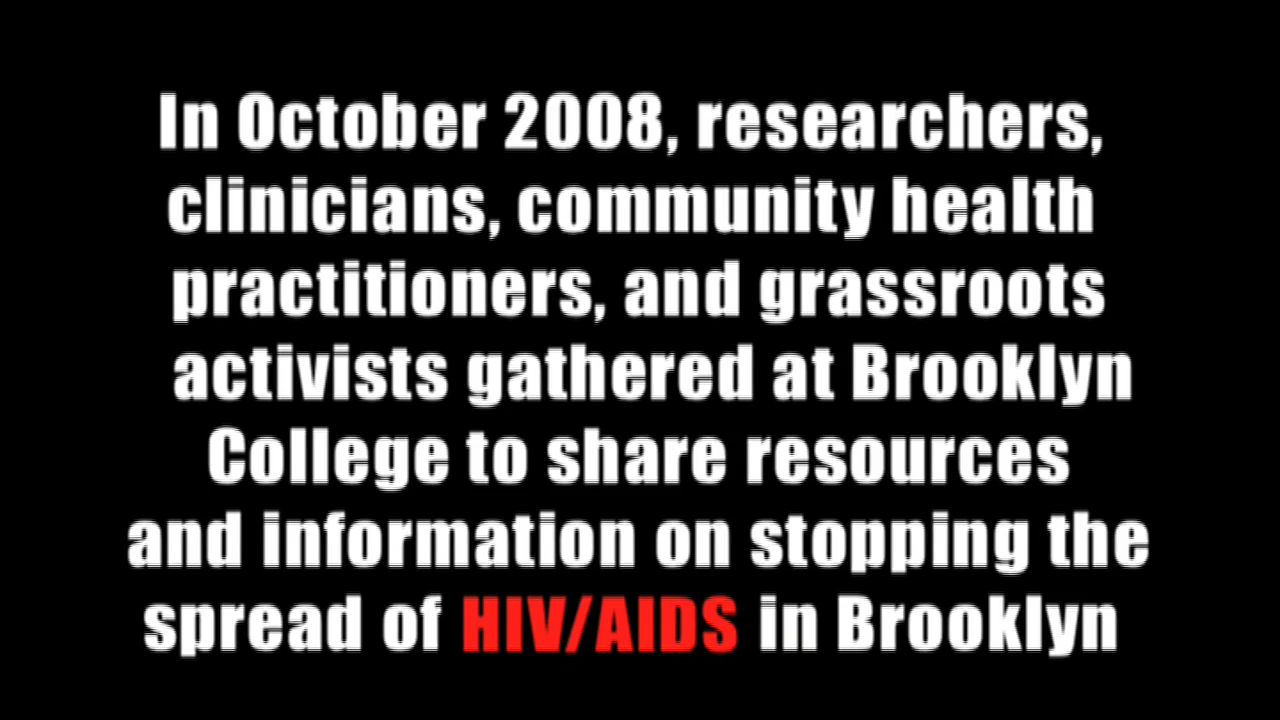 In October 2008, researchers,
clinicians, community health
practitioners, and grassroots
activists gathered at Brooklyn
College to share resources
and information on stopping the
spread of HIV/AIDS in Brooklyn